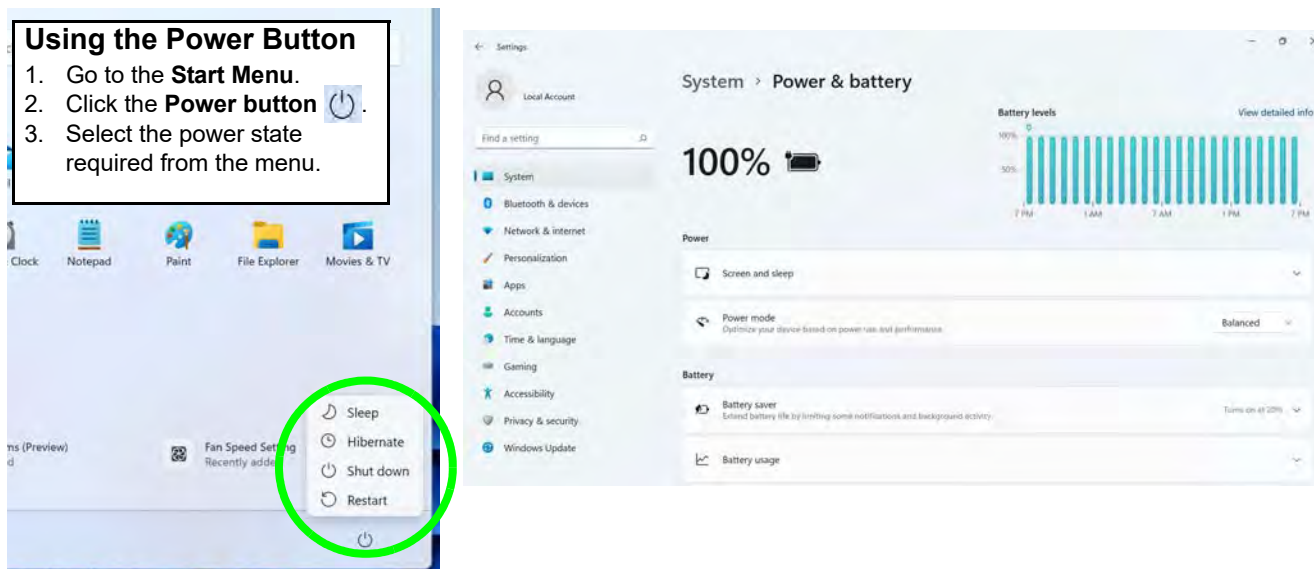 Using the Power Button
1. Go to the Start Menu.
2. Click the Power button .
3. Select the power state
required from the menu.
Clock Notepad Paint File Explorer Movies & TV
Sleep
Hibernate
Shut down
Restart
ms (Preview)
Fan Speed Setting
Recently added
Settings
Local Account
Find a setting
System
Bluetooth & devices
Network & internet
Personalization
Apps
Accounts
Time & language
Gaming
Accessibility
Privacy & security
Windows Update
System > Power & battery
100%
Battery levels
View detailed info
100%
50%
7 PM 1 AM 7 AM 1 PM 7 PM
Power
Screen and sleep
Power mode
Optimize your device based on power use and performance
Balanced
Battery
Battery saver
Extend battery life by limiting some notifications and background activity
Turns on at 20%
Battery usage